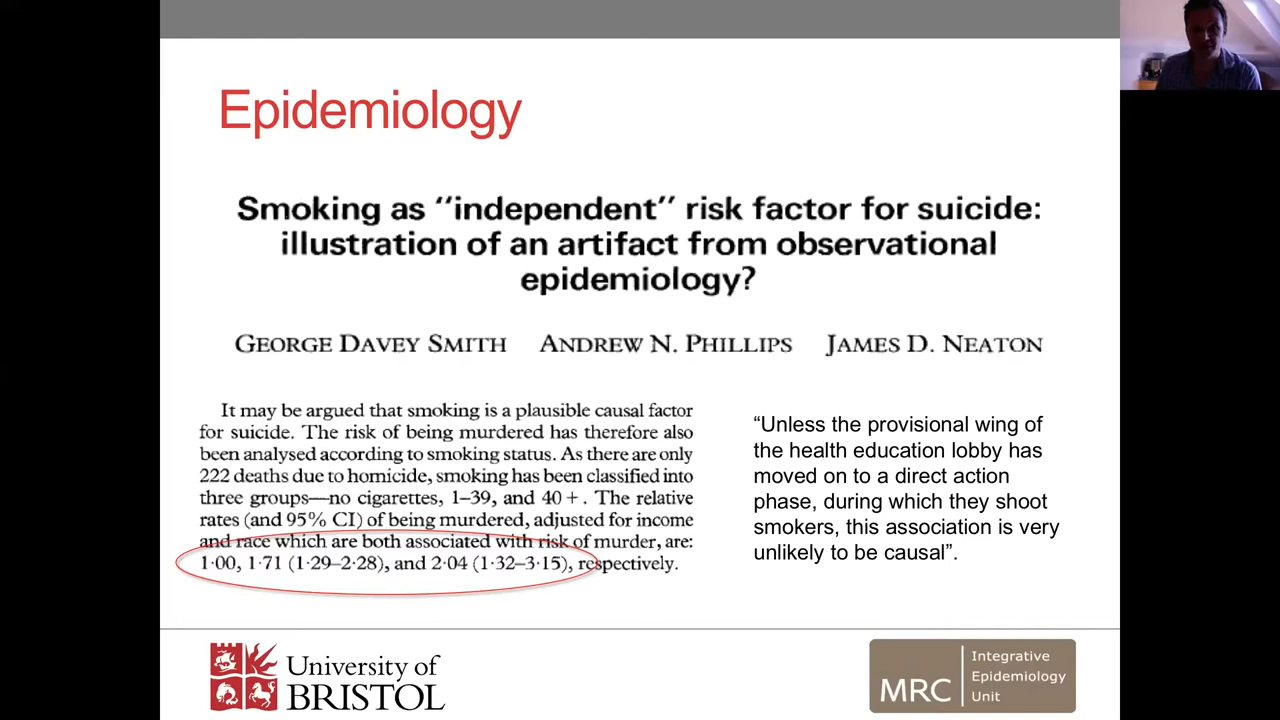 Epidemiology
Smoking as "independent" risk factor for suicide:
illustration of an artifact from observational
epidemiology?
GEORGE DAVEY SMITH ANDREW N. PHILLIPS JAMES D. NEATON
It may be argued that smoking is a plausible causal factor
for suicide. The risk of being murdered has therefore also
been analysed according to smoking status. As there are only
222 deaths due to homicide, smoking has been classified into
three groups—no cigarettes, 1–39, and 40+. The relative
rates (and 95% CI) of being murdered, adjusted for income
and race which are both associated with risk of murder, are:
1·00, 1·71 (1·29–2·28), and 2·04 (1·32–3·15), respectively.
“Unless the provisional wing of
the health education lobby has
moved on to a direct action
phase, during which they shoot
smokers, this association is very
unlikely to be causal”.
University of
BRISTOL
MRC
Integrative
Epidemiology
Unit